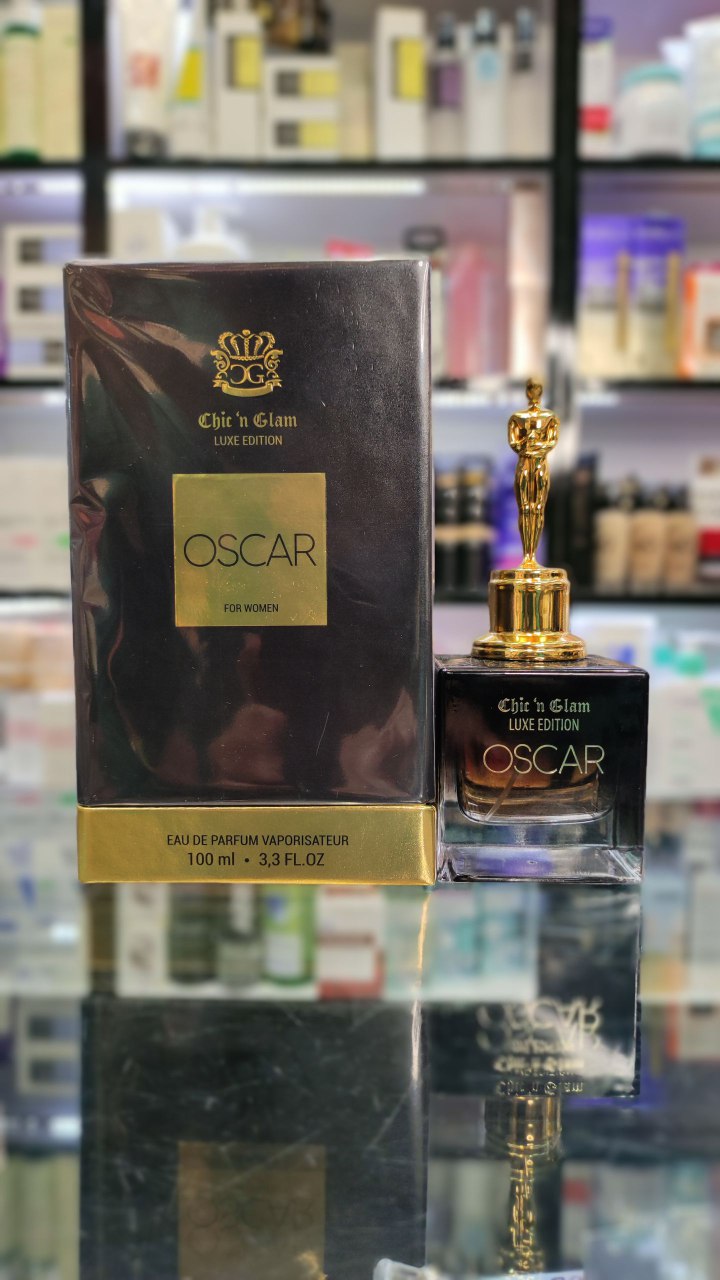 CG
Chic 'n Glam
LUXE EDITION
OSCAR
FOR WOMEN
EAU DE PARFUM VAPORISATEUR
100 ml • 3,3 FL.OZ
Chic 'n Glam
LUXE EDITION
OSCAR